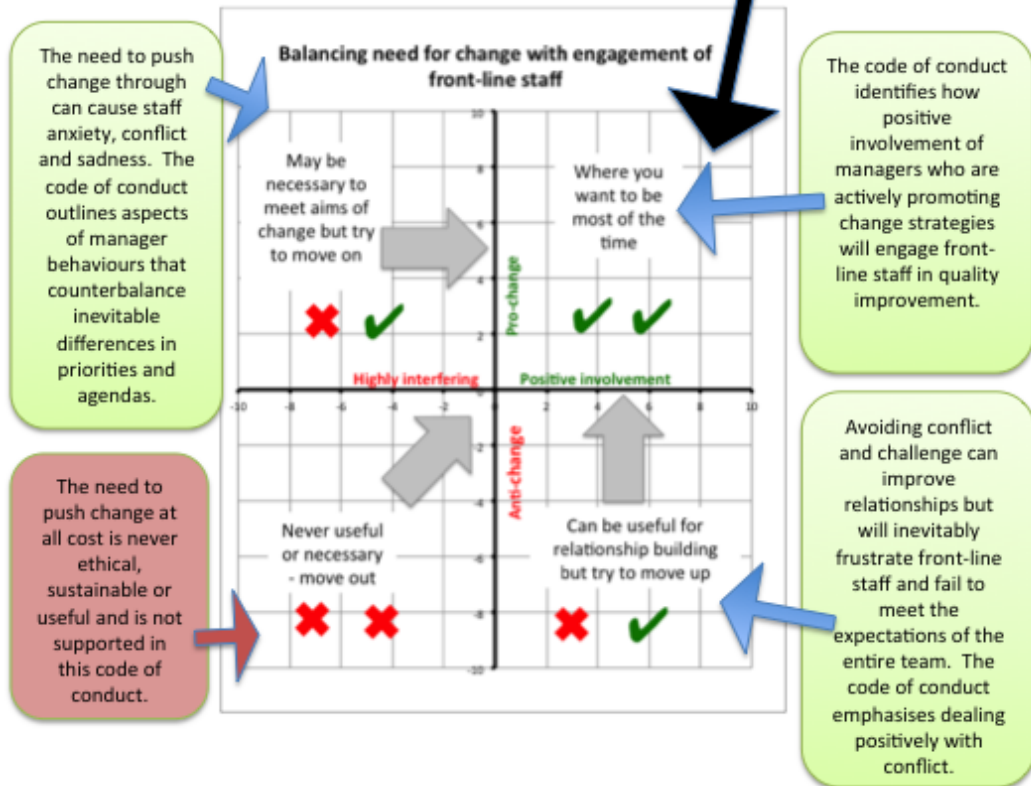 Balancing need for change with engagement of
front-line staff
The need to push
change through
can cause staff
anxiety, conflict
and sadness. The
code of conduct
outlines aspects
of manager
behaviours that
counterbalance
inevitable
differences in
priorities and
agendas.
May be
necessary to
meet aims of
change but try
to move on
Where you
want to be
most of the
time
The code of conduct
identifies how
positive
involvement of
managers who are
actively promoting
change strategies
will engage front-
line staff in quality
improvement.
10
8
6
4
2
0
-2
-4
-6
-8
-10
Pro-change
Highly interfering
Positive involvement
-10
-8
-6
-4
-2
0
2
4
6
8
10
Anti-change
The need to
push change at
all cost is never
ethical,
sustainable or
useful and is not
supported in
this code of
conduct.
Never useful
or necessary
- move out
Can be useful for
relationship building
but try to move up
Avoiding conflict
and challenge can
improve
relationships but
will inevitably
frustrate front-line
staff and fail to
meet the
expectations of the
entire team. The
code of conduct
emphasises dealing
positively with
conflict.